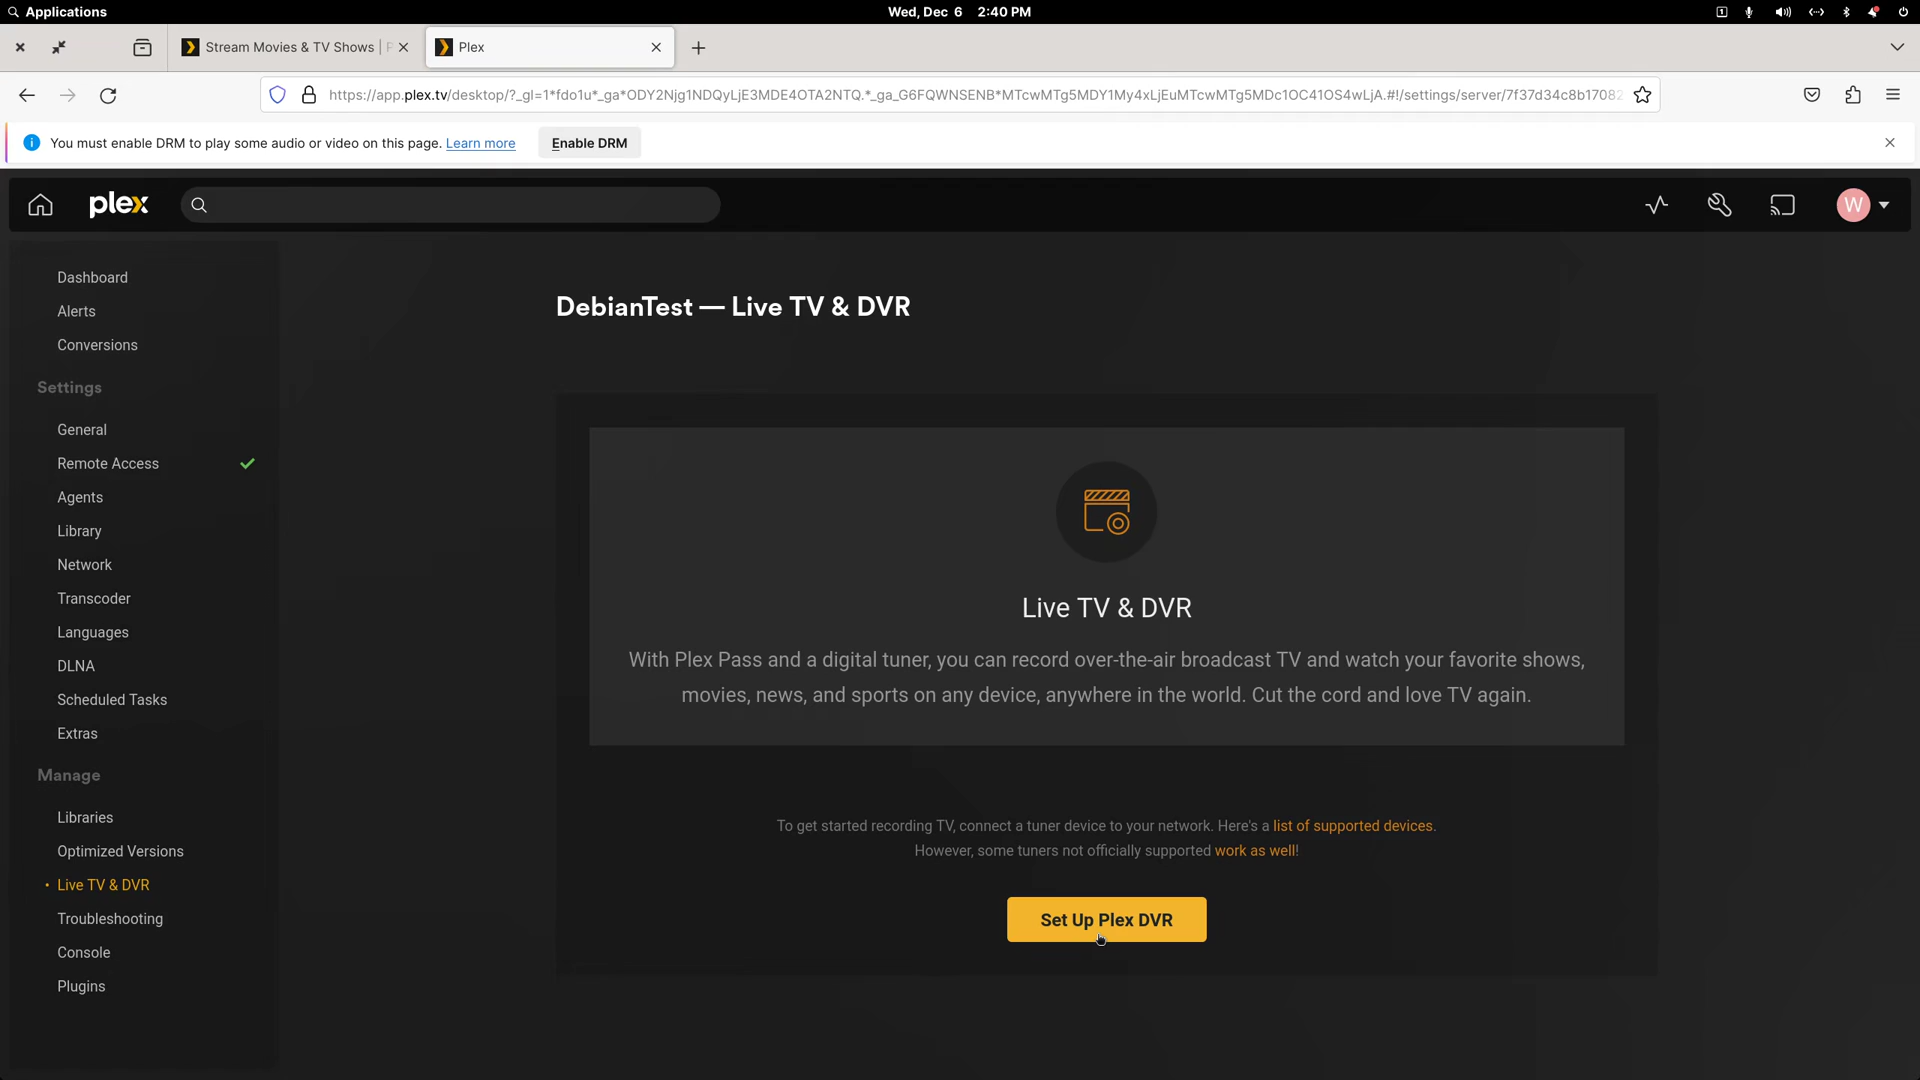 Applications
Wed, Dec 6 2:40 PM
Stream Movies & TV Shows |
Plex
https://app.plex.tv/desktop/?_gl=1*fdo1u*_ga*ODY2Njg1NDQyLjE3MDE4OTA2NTQ.*_ga_G6FQWNSENB*MTcwMTg5MDY1My4xLjEuMTcwMTg5MDc1OC41OS4wLjA.#!/settings/server/7f37d34c8b17082
You must enable DRM to play some audio or video on this page. Learn more
Enable DRM
plex
W
Dashboard
Alerts
Conversions
Settings
General
Remote Access
Agents
Library
Network
Transcoder
Languages
DLNA
Scheduled Tasks
Extras
Manage
Libraries
Optimized Versions
Live TV & DVR
Troubleshooting
Console
Plugins
DebianTest — Live TV & DVR
Live TV & DVR
With Plex Pass and a digital tuner, you can record over-the-air broadcast TV and watch your favorite shows,
movies, news, and sports on any device, anywhere in the world. Cut the cord and love TV again.
To get started recording TV, connect a tuner device to your network. Here's a list of supported devices.
However, some tuners not officially supported work as well!
Set Up Plex DVR